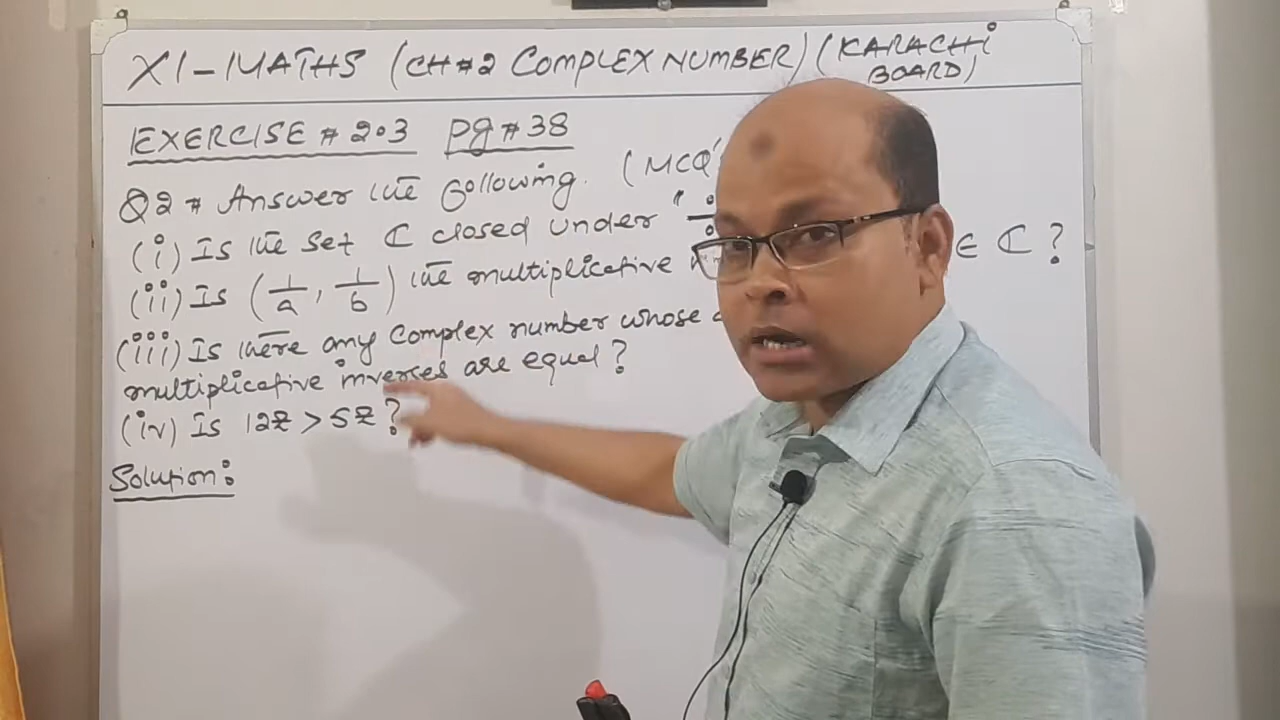 XI-MATHS (CH#2 COMPLEX NUMBER) (KARACHI BOARD)
EXERCISE # 2.3 Pg # 38
Q2 # Answer the following. (MCQ'
(i) Is the set ℂ closed under "÷
(ii) Is (1/a, 1/b) the multiplicative ∈ ℂ ?
(iii) Is there any complex number whose
multiplicative inverses are equal ?
(iv) Is 12z > 5z ?
Solution: